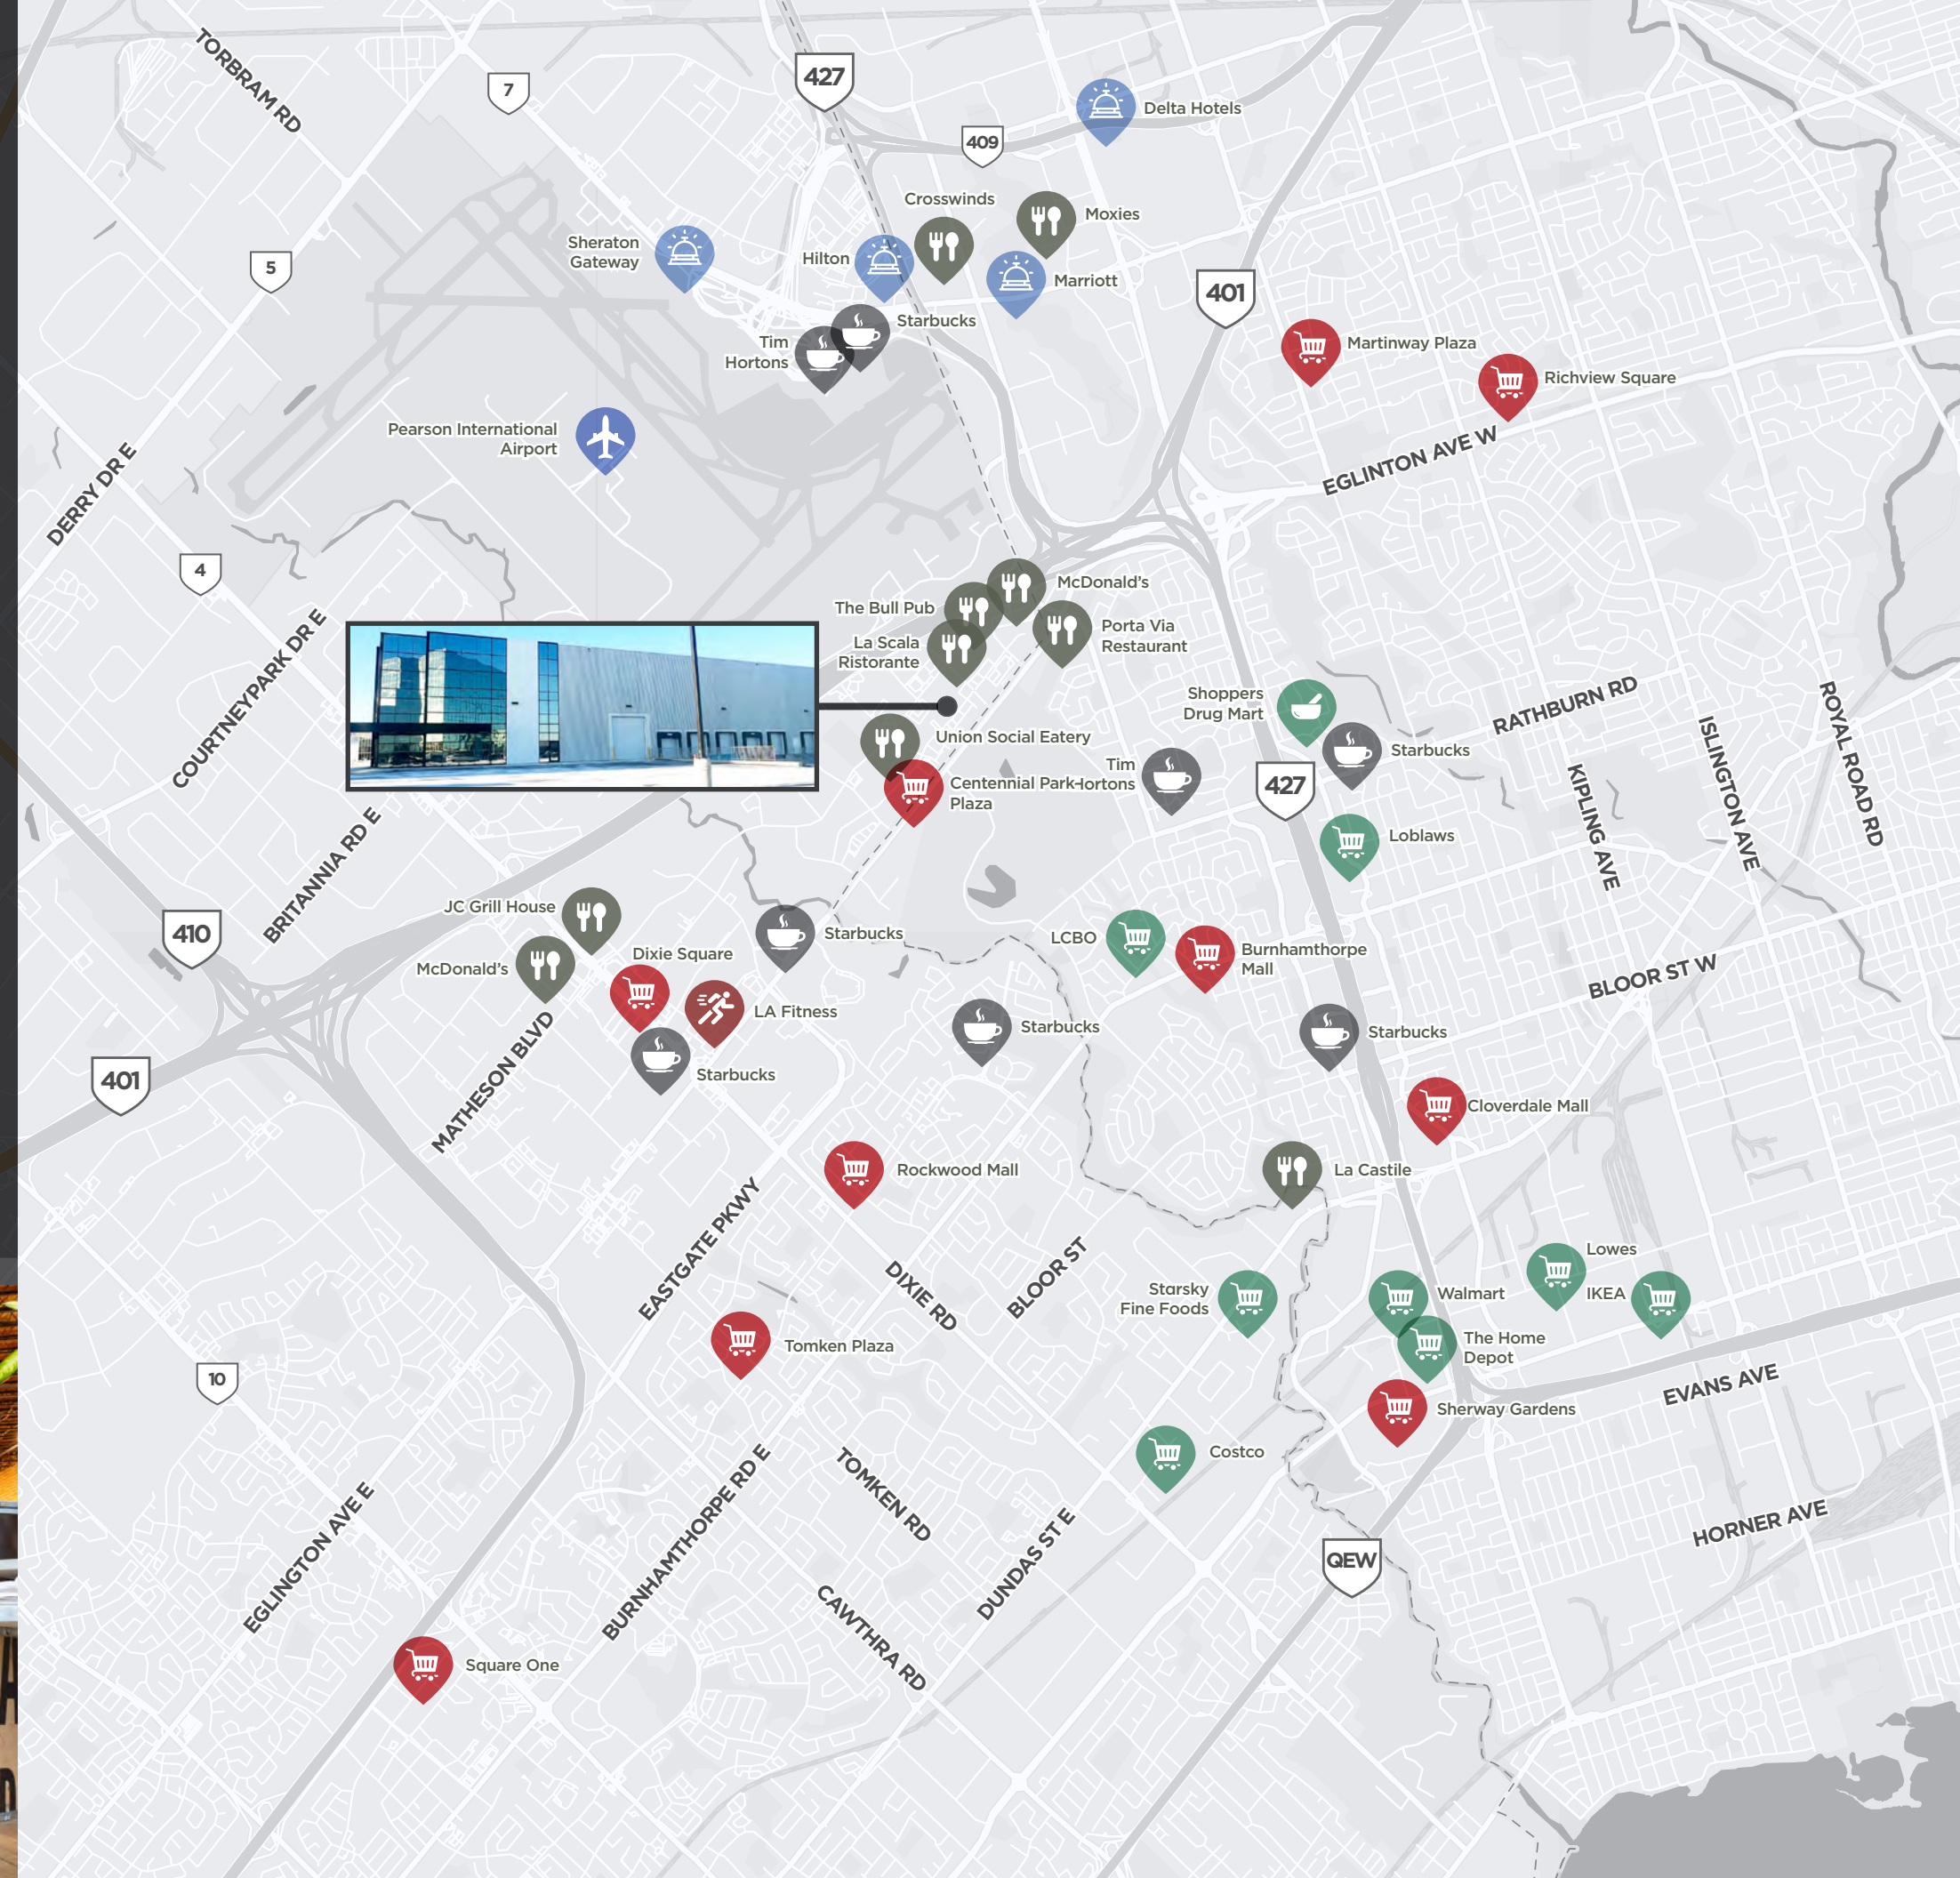 TORBRAM RD
7
427
Delta Hotels
409
Crosswinds
Moxies
Sheraton
Gateway
Hilton
Marriott
5
401
Starbucks
Tim
Hortons
Martinway Plaza
Richview Square
Pearson International
Airport
EGLINTON AVE W
DERRY DR E
4
McDonald's
The Bull Pub
Porta Via
Restaurant
La Scala
Ristorante
COURTNEYPARK DR E
Shoppers
Drug Mart
RATHBURN RD
ROYAL ROAD RD
ISLINGTON AVE
Union Social Eatery
Starbucks
Tim
Hortons
427
Centennial Park
Plaza
KIPLING AVE
Loblaws
BRITANNIA RD E
JC Grill House
410
Starbucks
LCBO
Burnhamthorpe
Mall
Dixie Square
McDonald's
BLOOR ST W
LA Fitness
Starbucks
Starbucks
401
MATHESON BLVD
Starbucks
Cloverdale Mall
Rockwood Mall
La Castile
EASTGATE PKWY
DIXIE RD
BLOOR ST
Starsky
Fine Foods
Walmart
Lowes
IKEA
The Home
Depot
Tomken Plaza
10
EVANS AVE
Sherway Gardens
Costco
EGLINGTON AVE E
BURNHAMTHORPE RD E
TOMKEN RD
DUNDAS ST E
HORNER AVE
QEW
CAWTHRA RD
Square One